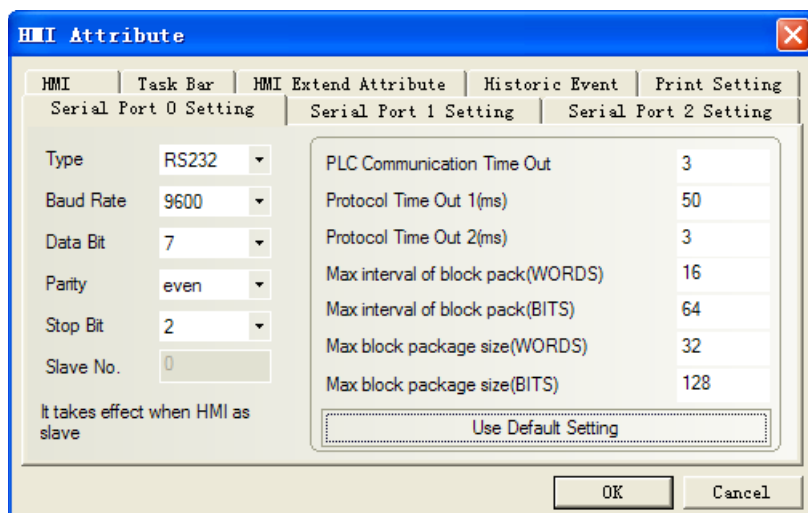 HMI Attribute
HMI
Task Bar
HMI Extend Attribute
Historic Event
Print Setting
Serial Port 0 Setting
Serial Port 1 Setting
Serial Port 2 Setting
Type RS232
Baud Rate 9600
Data Bit 7
Parity even
Stop Bit 2
Slave No. 0
It takes effect when HMI as
slave
PLC Communication Time Out 3
Protocol Time Out 1(ms) 50
Protocol Time Out 2(ms) 3
Max interval of block pack(WORDS) 16
Max interval of block pack(BITS) 64
Max block package size(WORDS) 32
Max block package size(BITS) 128
Use Default Setting
OK
Cancel